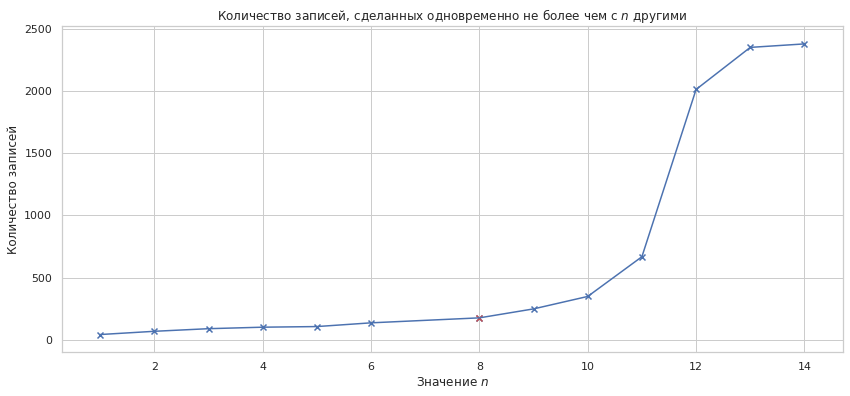 Количество записей, сделанных одновременно не более чем с n другими
Количество записей
2500
2000
1500
1000
500
0
2 4 6 8 10 12 14
Значение n